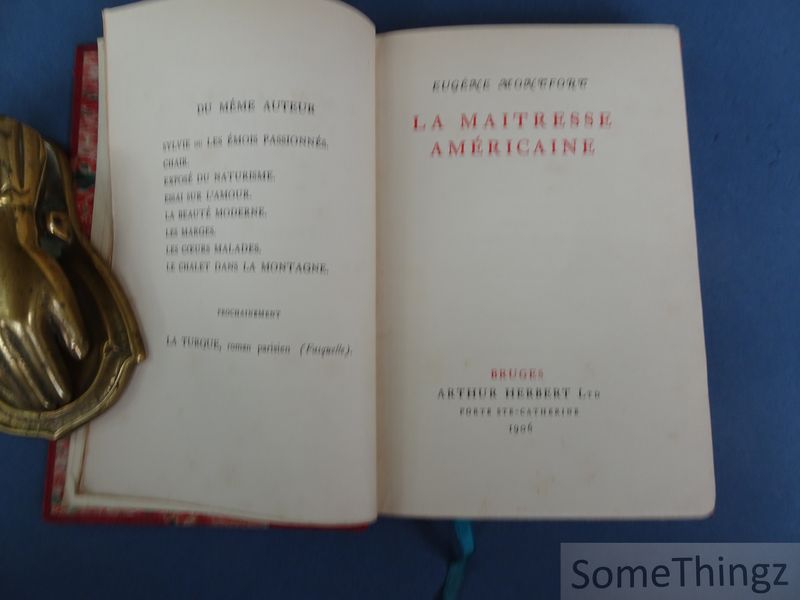 DU MÊME AUTEUR
SYLVIE OU LES ÉMOIS PASSIONNÉS.
CHAIR.
EXPOSÉ DU NATURISME.
ESSAI SUR L'AMOUR.
LA BEAUTÉ MODERNE.
LES MARGES.
LES CŒURS MALADES.
LE CHALET DANS LA MONTAGNE.
PROCHAINEMENT
LA TURQUE, roman parisien (Fasquelle).
EUGÈNE MONTFORT
LA MAITRESSE
AMÉRICAINE
BRUGES
ARTHUR HERBERT LTD
PORTE STE-CATHERINE
1906
SomeThingz